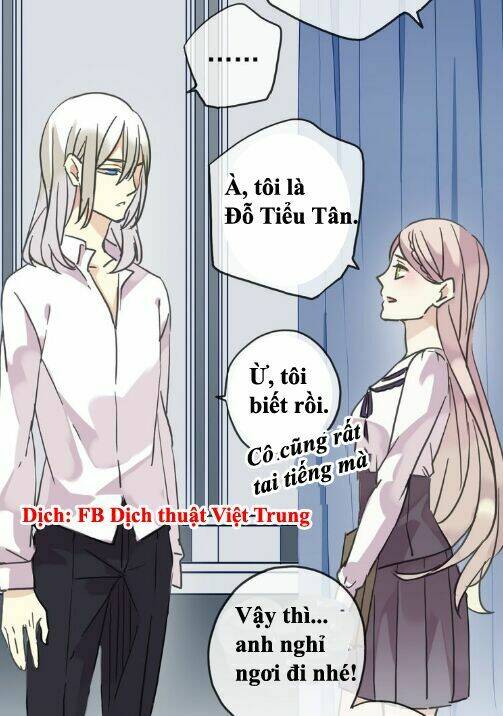 ......
À, tôi là
Đỗ Tiểu Tân.
Ừ, tôi
biết rồi.
Cô cũng rất
tai tiếng mà
Dịch: FB Dịch thuật Việt Trung
Vậy thì...
anh nghỉ
ngơi đi nhé!